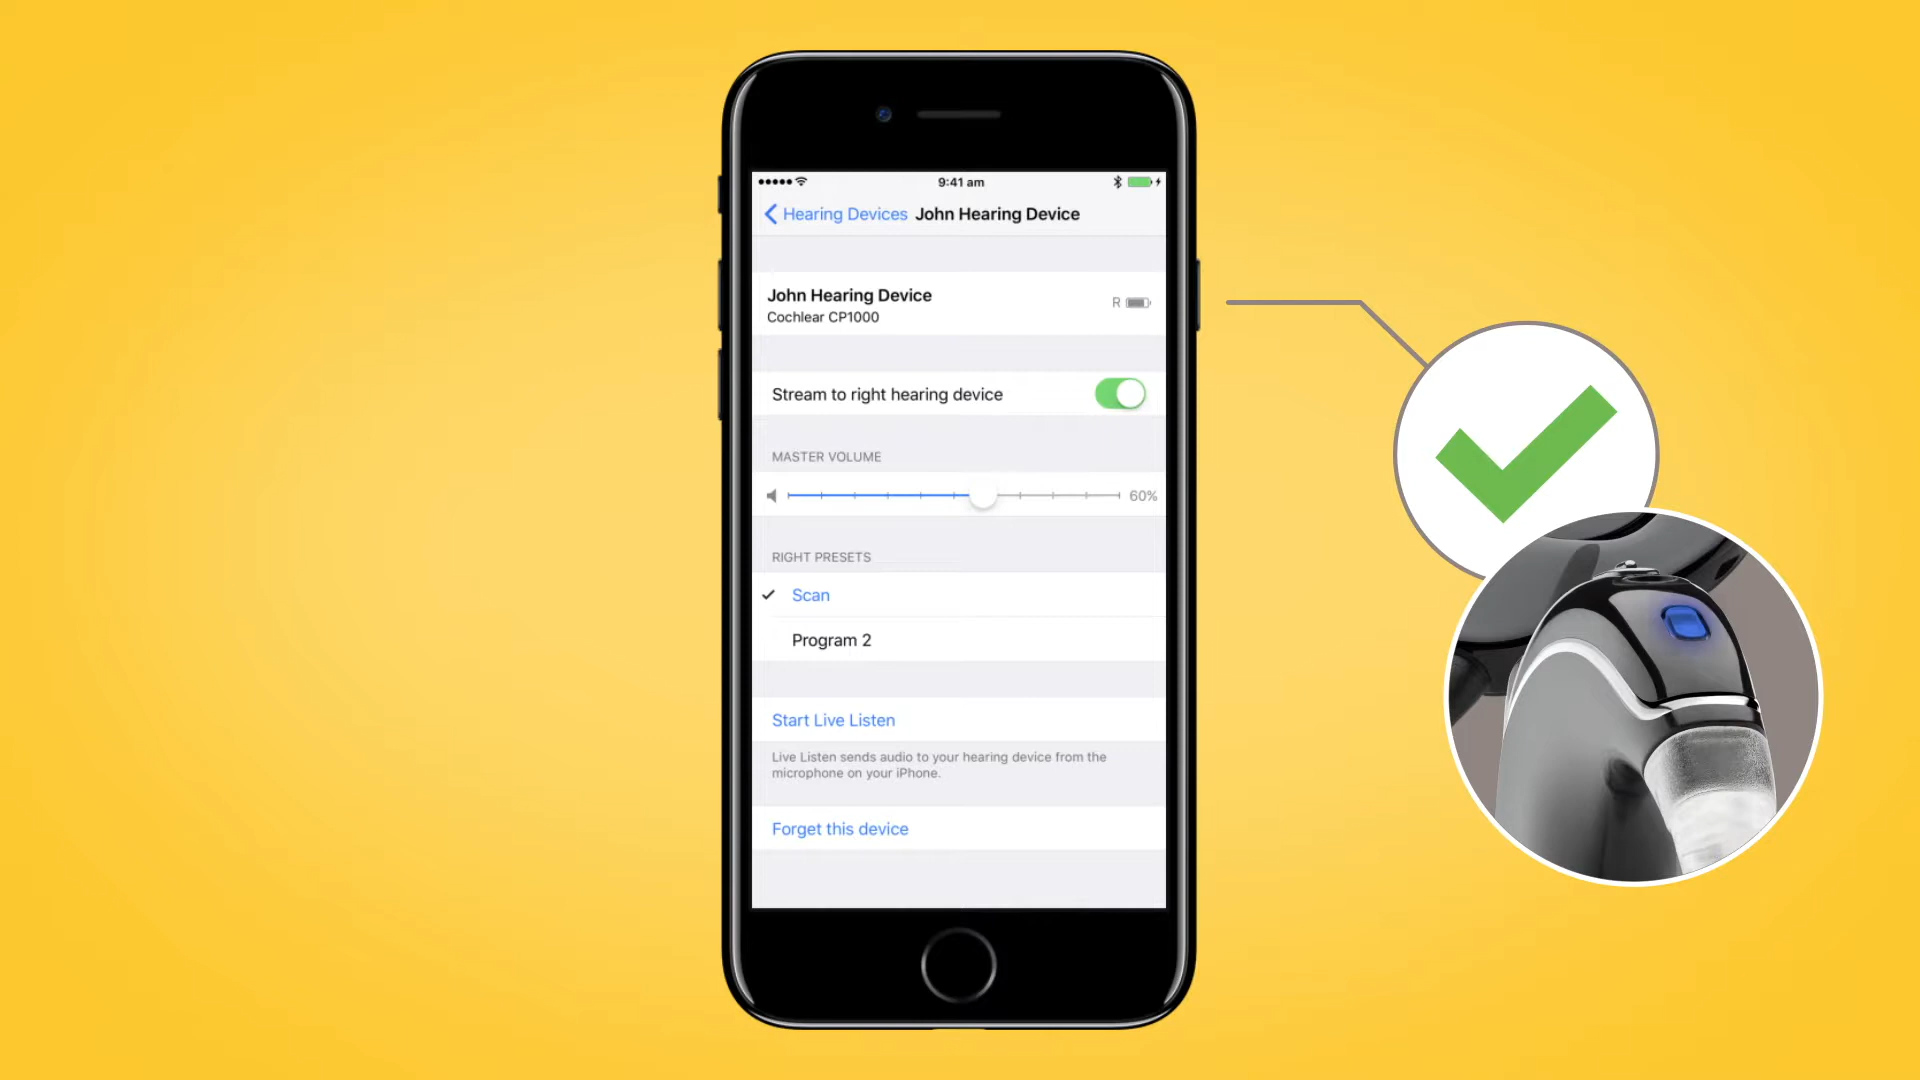 9:41 am
Hearing Devices John Hearing Device
John Hearing Device
R
Cochlear CP1000
Stream to right hearing device
MASTER VOLUME
60%
RIGHT PRESETS
Scan
Program 2
Start Live Listen
Live Listen sends audio to your hearing device from the
microphone on your iPhone.
Forget this device